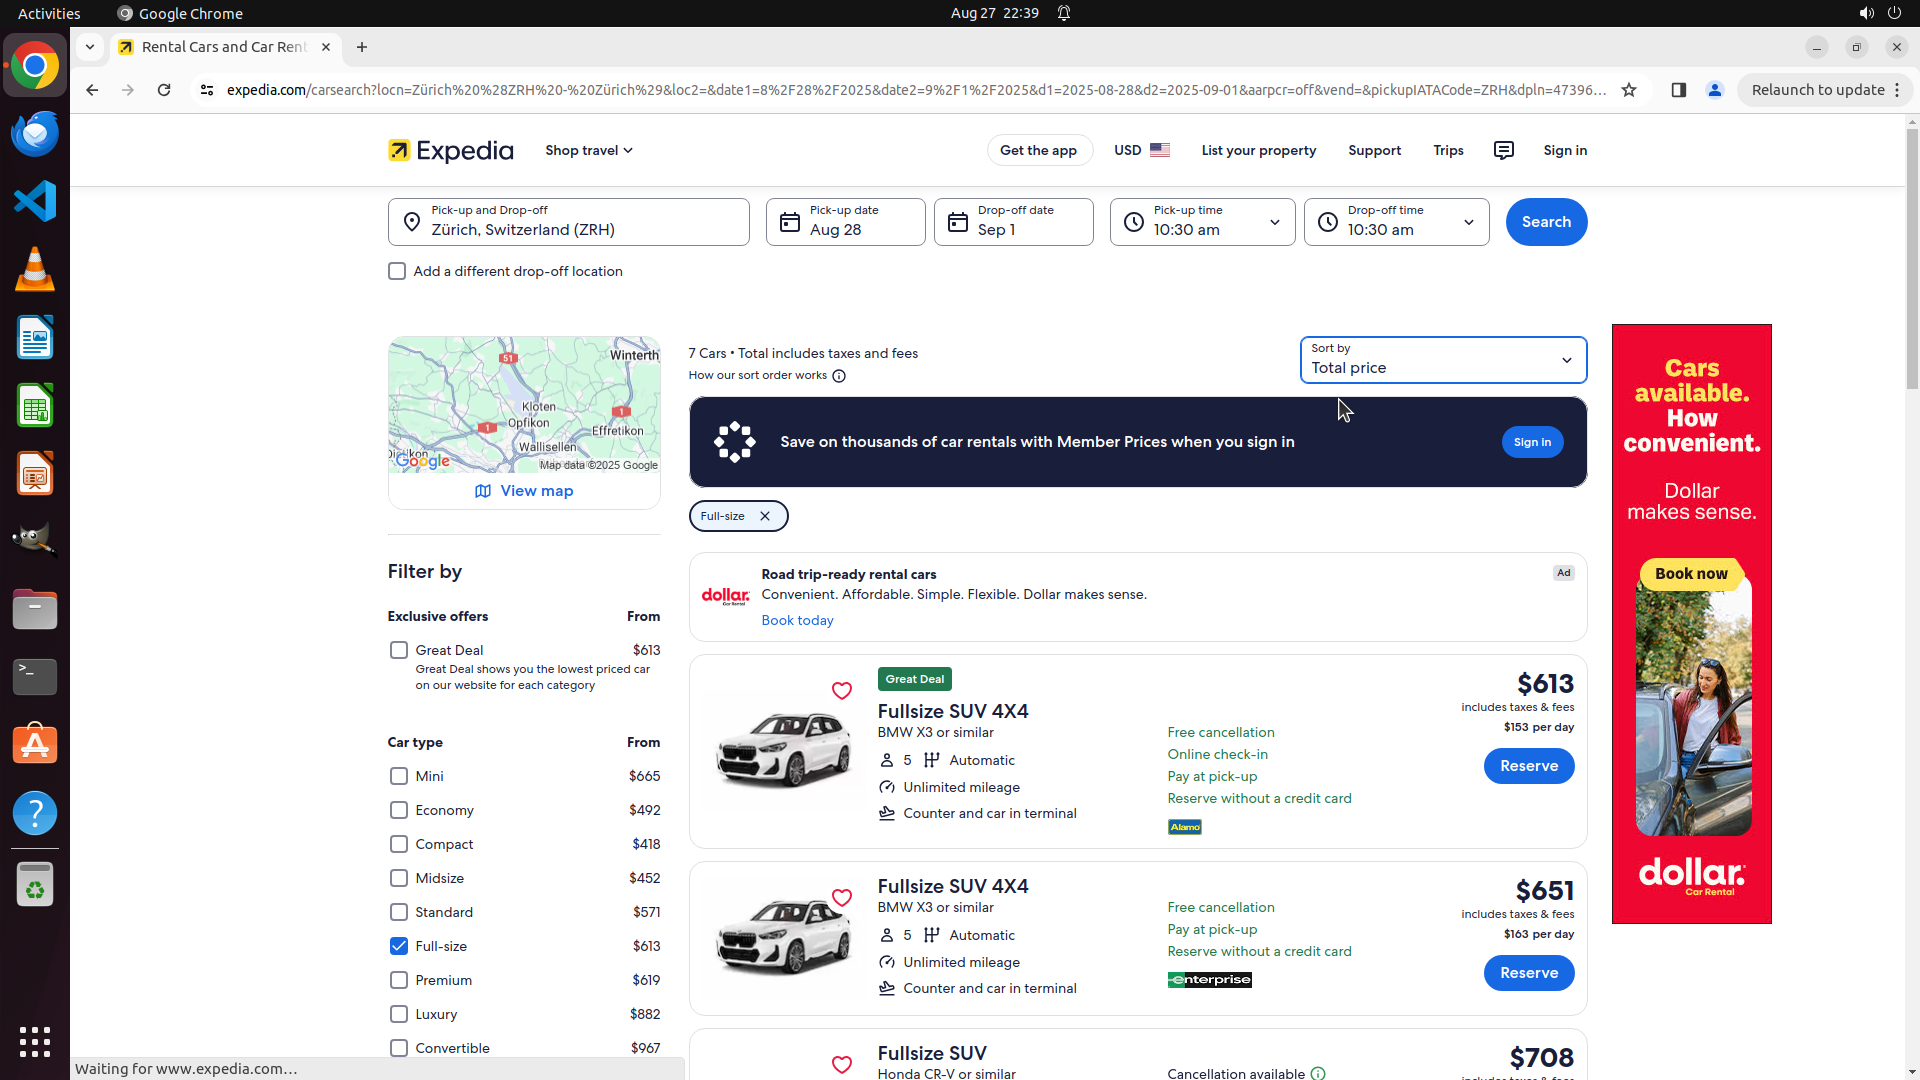 Activities
Google Chrome
Aug 27  22:39
Rental Cars and Car Rent
expedia.com/carsearch?locn=Zürich%20%28ZRH%20-%20Zürich%29&loc2=&date1=8%2F28%2F2025&date2=9%2F1%2F2025&d1=2025-08-28&d2=2025-09-01&aarpcr=off&vend=&pickupIATACode=ZRH&dpln=47396…
Relaunch to update
Expedia
Shop travel
Get the app
USD
List your property
Support
Trips
Sign in
Pick-up and Drop-off
Zürich, Switzerland (ZRH)
Pick-up date
Aug 28
Drop-off date
Sep 1
Pick-up time
10:30 am
Drop-off time
10:30 am
Search
Add a different drop-off location
51
Winterth
Kloten
Opfikon
1
1
Effretikon
Wallisellen
Google
Map data ©2025 Google
View map
7 Cars • Total includes taxes and fees
How our sort order works
Sort by
Total price
Save on thousands of car rentals with Member Prices when you sign in
Sign in
Full-size
Filter by
Exclusive offers From
Great Deal $613
Great Deal shows you the lowest priced car
on our website for each category
Car type From
Mini $665
Economy $492
Compact $418
Midsize $452
Standard $571
Full-size $613
Premium $619
Luxury $882
Convertible $967
dollar.
Car Rental
Road trip-ready rental cars
Convenient. Affordable. Simple. Flexible. Dollar makes sense.
Book today
Ad
Great Deal
Fullsize SUV 4X4
BMW X3 or similar
5 Automatic
Unlimited mileage
Counter and car in terminal
Free cancellation
Online check-in
Pay at pick-up
Reserve without a credit card
Alamo
$613
includes taxes & fees
$153 per day
Reserve
Fullsize SUV 4X4
BMW X3 or similar
5 Automatic
Unlimited mileage
Counter and car in terminal
Free cancellation
Pay at pick-up
Reserve without a credit card
enterprise
$651
includes taxes & fees
$163 per day
Reserve
Fullsize SUV
Honda CR-V or similar
Cancellation available
$708
Cars
available.
How
convenient.
Dollar
makes sense.
Book now
dollar.
Car Rental
Waiting for www.expedia.com…